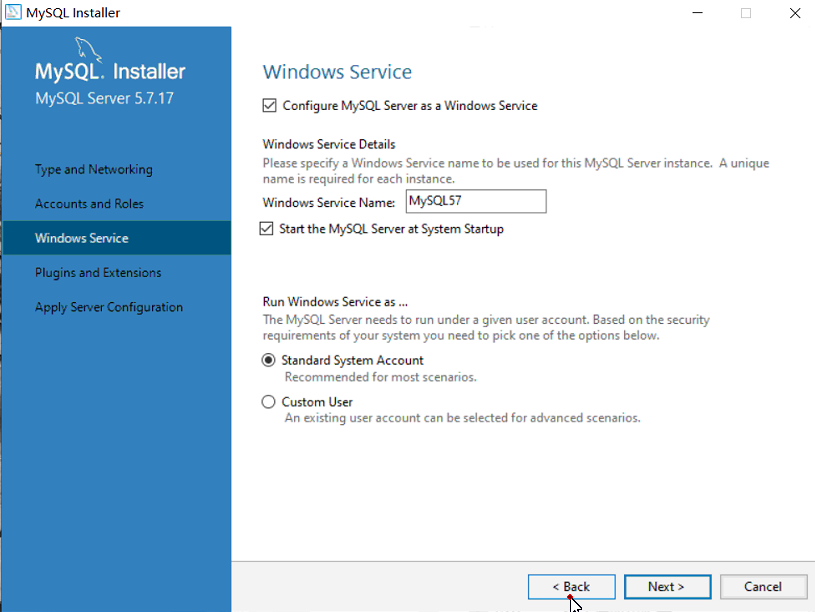 MySQL Installer
MySQL. Installer
MySQL Server 5.7.17
Type and Networking
Accounts and Roles
Windows Service
Plugins and Extensions
Apply Server Configuration
Windows Service
Configure MySQL Server as a Windows Service
Windows Service Details
Please specify a Windows Service name to be used for this MySQL Server instance. A unique
name is required for each instance.
Windows Service Name: MySQL57
Start the MySQL Server at System Startup
Run Windows Service as ...
The MySQL Server needs to run under a given user account. Based on the security
requirements of your system you need to pick one of the options below.
Standard System Account
Recommended for most scenarios.
Custom User
An existing user account can be selected for advanced scenarios.
< Back Next > Cancel